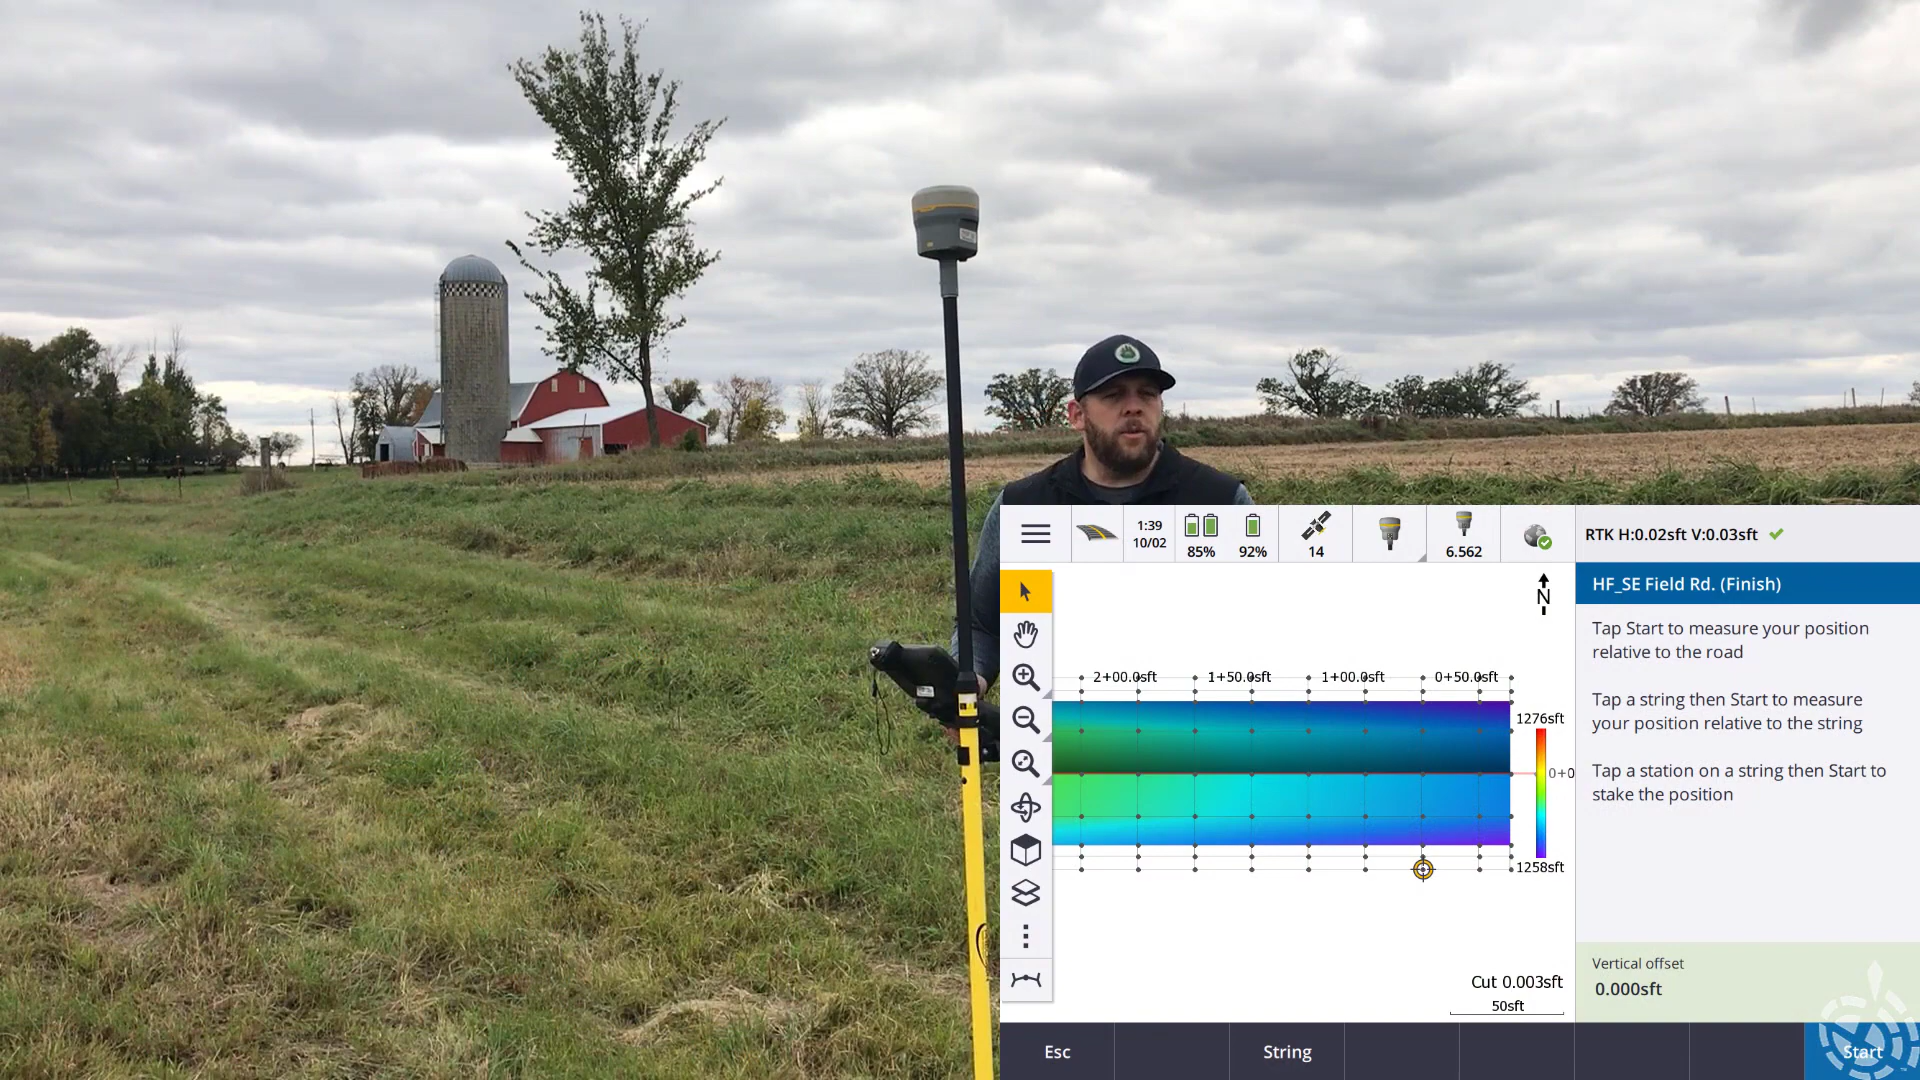 1:39
10/02
85%
92%
14
6.562
RTK H:0.02sft V:0.03sft
HF_SE Field Rd. (Finish)
Tap Start to measure your position
relative to the road
Tap a string then Start to measure
your position relative to the string
Tap a station on a string then Start to
stake the position
N
2+00.0sft
1+50.0sft
1+00.0sft
0+50.0sft
1276sft
0+0
1258sft
Cut 0.003sft
50sft
Vertical offset
0.000sft
Esc
String
Start